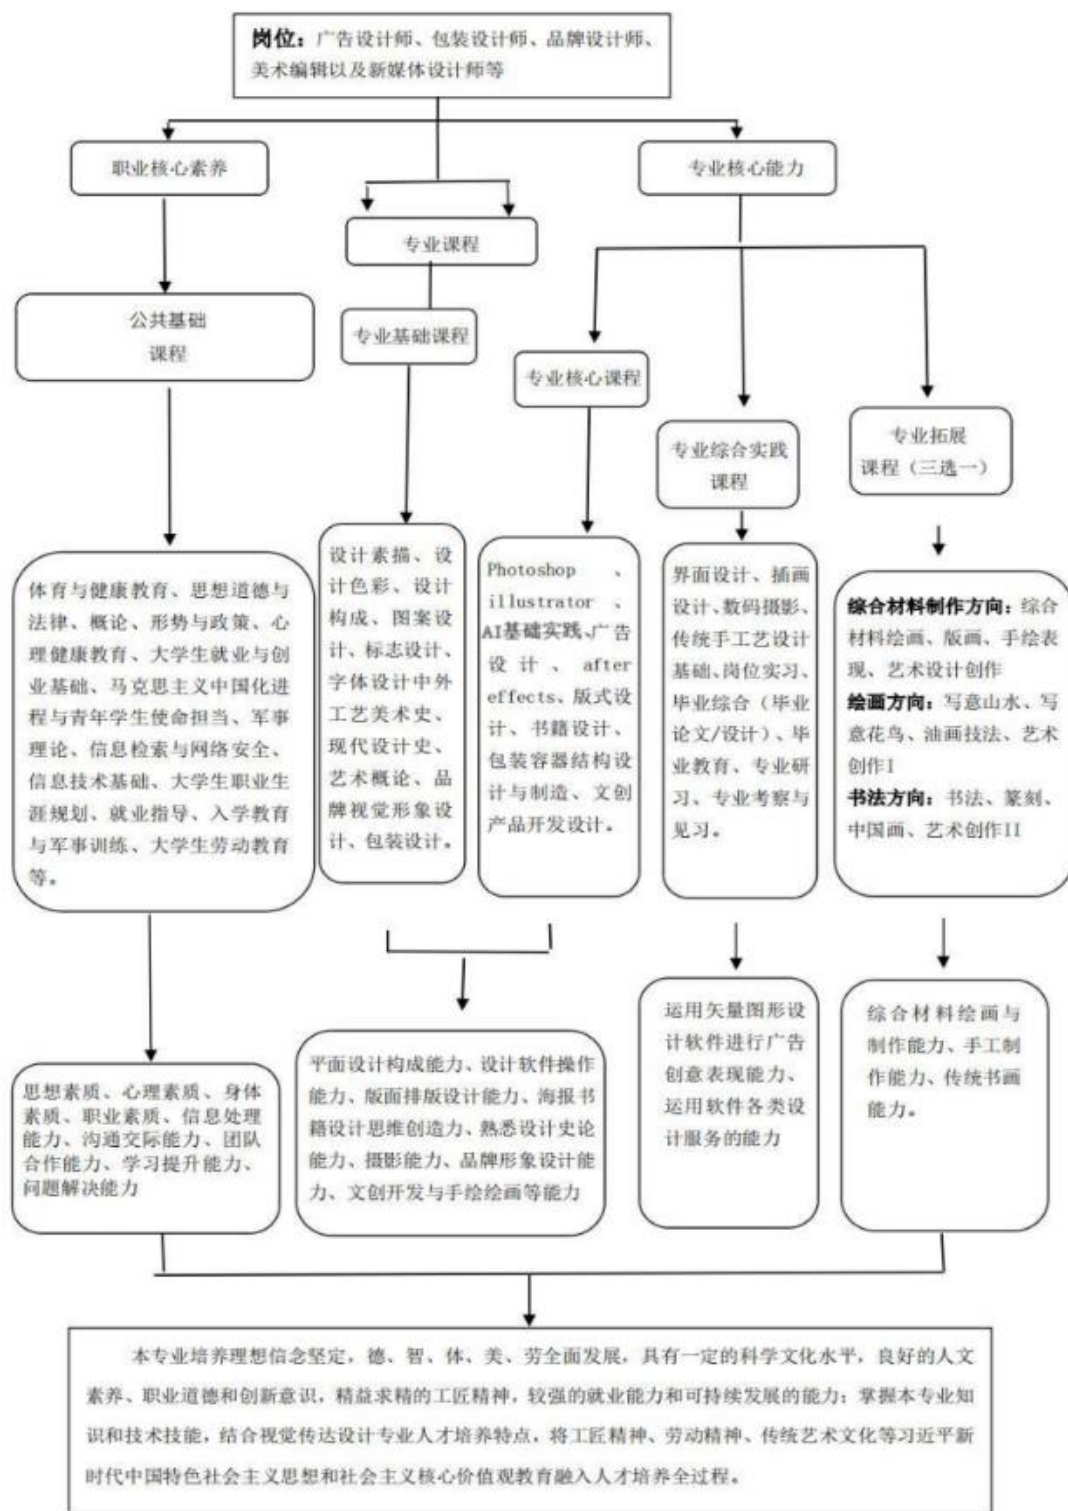 岗位：广告设计师、包装设计师、品牌设计师、
美术编辑以及新媒体设计师等
职业核心素养
专业核心能力
专业课程
公共基础
课程
专业基础课程
专业核心课程
专业综合实践
课程
专业拓展
课程（三选一）
体育与健康教育、思想道德与
法律、概论、形势与政策、心
理健康教育、大学生就业与创
业基础、马克思主义中国化进
程与青年学生使命担当、军事
理论、信息检索与网络安全、
信息技术基础、大学生职业生
涯规划、就业指导、入学教育
与军事训练、大学生劳动教育
等。
设计素描、设
计色彩、设计
构成、图案设
计、标志设计、
字体设计中外
工艺美术史、
现代设计史、
艺术概论、品
牌视觉形象设
计、包装设计。
Photoshop 、
illustrator、
AI基础实践、广告
设计、after
effects、版式设
计、书籍设计、
包装容器结构设
计与制造、文创
产品开发设计。
界面设计、插画
设计、数码摄影、
传统手工艺设计
基础、岗位实习、
毕业综合（毕业
论文/设计）、毕
业教育、专业研
习、专业考察与
见习。
综合材料制作方向：综合
材料绘画、版画、手绘表
现、艺术设计创作
绘画方向：写意山水、写
意花鸟、油画技法、艺术
创作I
书法方向：书法、篆刻、
中国画、艺术创作II
思想素质、心理素质、身体
素质、职业素质、信息处理
能力、沟通交际能力、团队
合作能力、学习提升能力、
问题解决能力
平面设计构成能力、设计软件操作
能力、版面排版设计能力、海报书
籍设计思维创造力、熟悉设计史论
能力、摄影能力、品牌形象设计能
力、文创开发与手绘绘画等能力
运用矢量图形设
计软件进行广告
创意表现能力、
运用软件各类设
计服务的能力
综合材料绘画与
制作能力、手工制
作能力、传统书画
能力。
本专业培养理想信念坚定，德、智、体、美、劳全面发展，具有一定的科学文化水平，良好的人文
素养、职业道德和创新意识，精益求精的工匠精神，较强的就业能力和可持续发展的能力；掌握本专业知
识和技术技能，结合视觉传达设计专业人才培养特点，将工匠精神、劳动精神、传统艺术文化等习近平新
时代中国特色社会主义思想和社会主义核心价值观教育融入人才培养全过程。